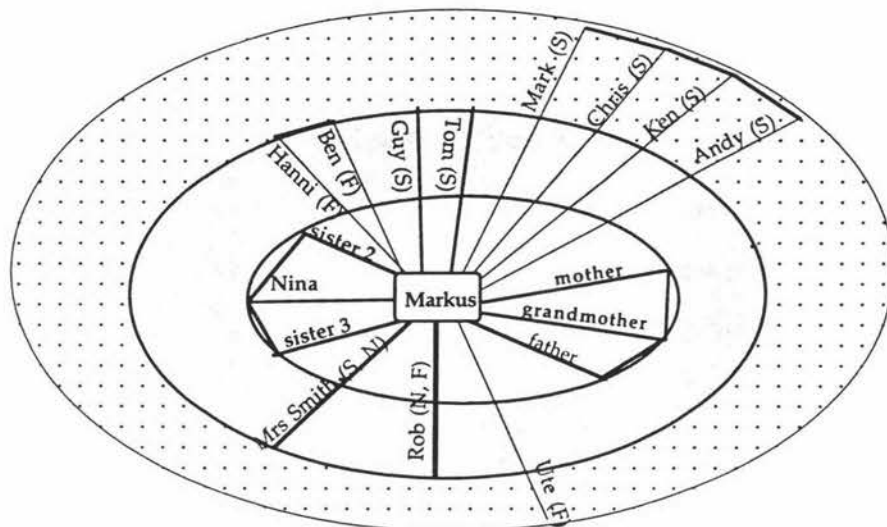 Mark (S)
Chris (S)
Ken (S)
Andy (S)
Hanni (F)
Ben (F)
Guy (S)
Tom (S)
sister 2
Nina
sister 3
Markus
mother
grandmother
father
Mrs Smith (S, N)
Rob (N, F)
Ute (F)